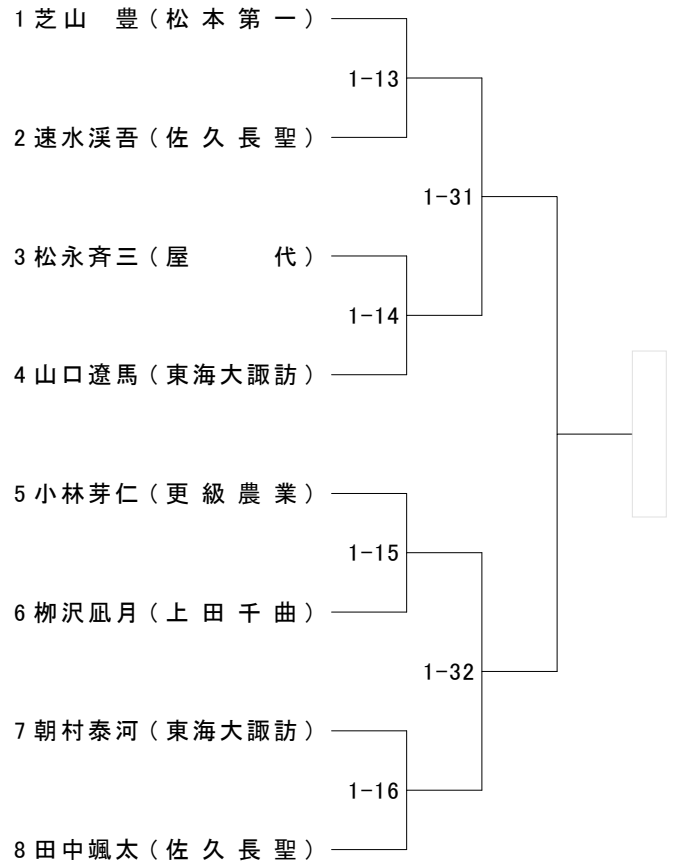 1 芝山　豊（松本第一）
1-13
2 速水渓吾（佐久長聖）
1-31
3 松永斉三（屋　代）
1-14
4 山口遼馬（東海大諏訪）
5 小林芽仁（更級農業）
1-15
6 栁沢凪月（上田千曲）
1-32
7 朝村泰河（東海大諏訪）
1-16
8 田中颯太（佐久長聖）